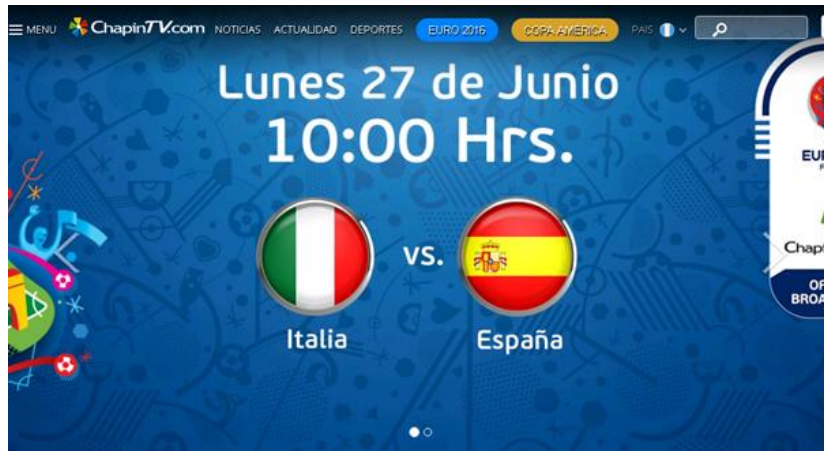 MENU ChapinTV.com NOTICIAS ACTUALIDAD DEPORTES EURO 2016 COPA AMÉRICA PAIS
Lunes 27 de Junio
10:00 Hrs.
vs.
Italia España